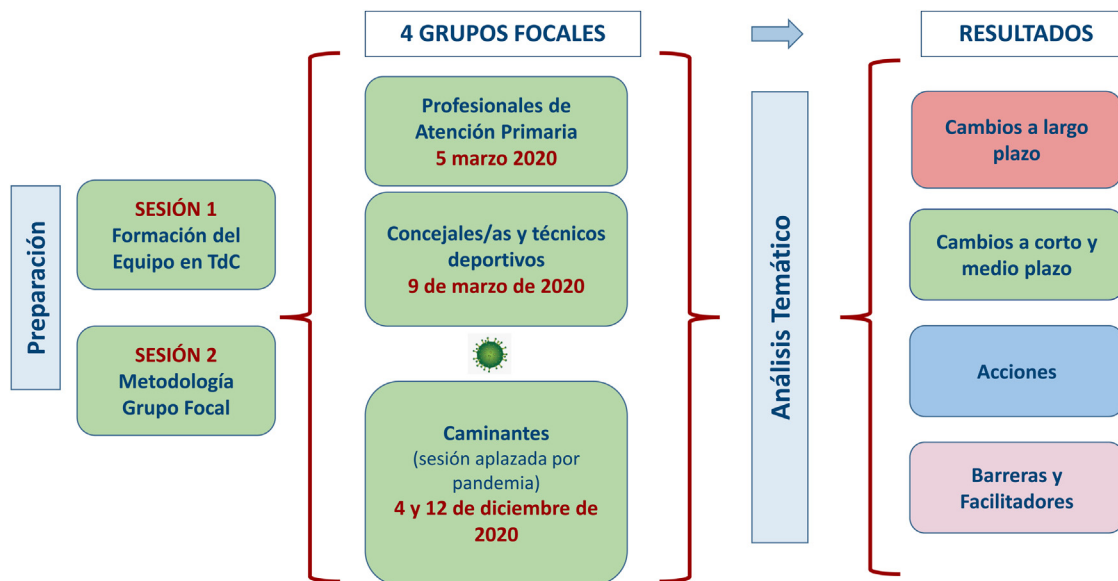 Preparación
SESIÓN 1
Formación del
Equipo en TdC
SESIÓN 2
Metodología
Grupo Focal
4 GRUPOS FOCALES
Profesionales de
Atención Primaria
5 marzo 2020
Concejales/as y técnicos
deportivos
9 de marzo de 2020
Caminantes
(sesión aplazada por
pandemia)
4 y 12 de diciembre de
2020
Análisis Temático
RESULTADOS
Cambios a largo
plazo
Cambios a corto y
medio plazo
Acciones
Barreras y
Facilitadores